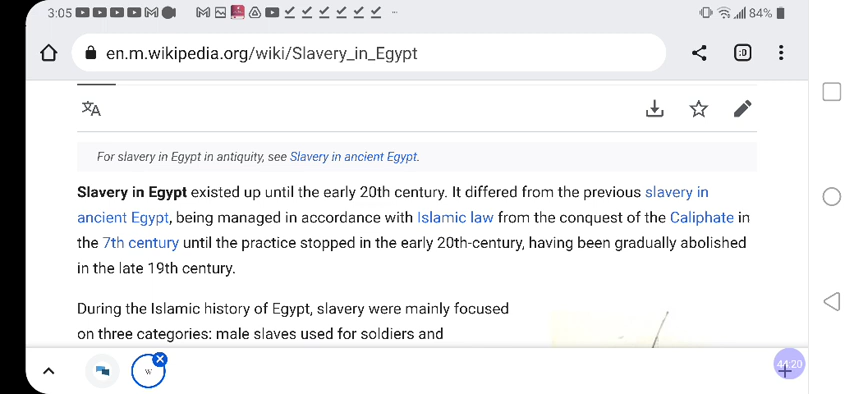 3:05 84%
en.m.wikipedia.org/wiki/Slavery_in_Egypt
For slavery in Egypt in antiquity, see Slavery in ancient Egypt.
Slavery in Egypt existed up until the early 20th century. It differed from the previous slavery in
ancient Egypt, being managed in accordance with Islamic law from the conquest of the Caliphate in
the 7th century until the practice stopped in the early 20th-century, having been gradually abolished
in the late 19th century.
During the Islamic history of Egypt, slavery were mainly focused
on three categories: male slaves used for soldiers and
W
44:20